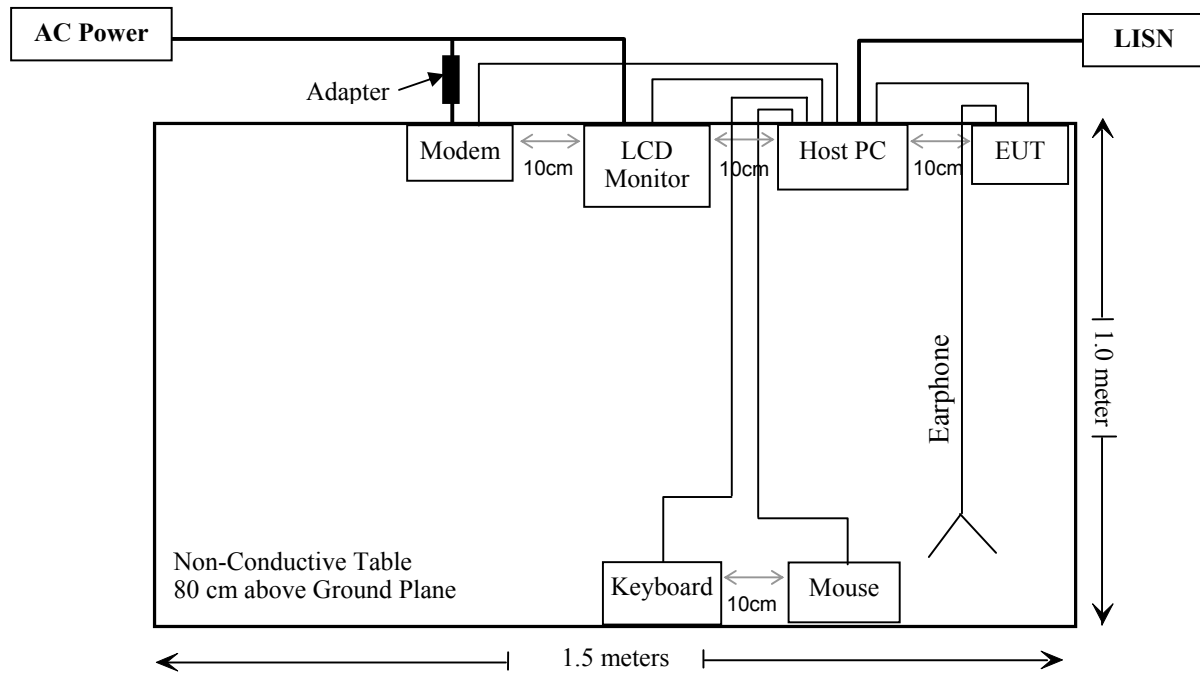 AC Power
LISN
Adapter
Modem
10cm
LCD
Monitor
10cm
Host PC
10cm
EUT
Earphone
1.0 meter
Non-Conductive Table
80 cm above Ground Plane
Keyboard
10cm
Mouse
1.5 meters